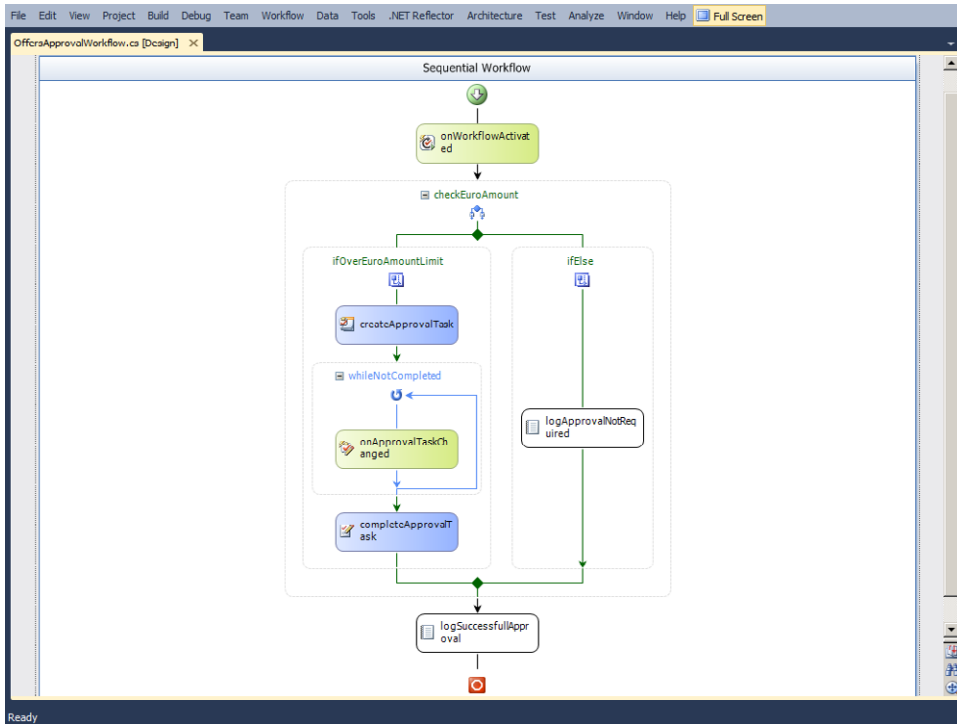 File Edit View Project Build Debug Team Workflow Data Tools .NET Reflector Architecture Test Analyze Window Help Full Screen
OffersApprovalWorkflow.cs [Design]
Sequential Workflow
onWorkflowActivat
ed
checkEuroAmount
ifOverEuroAmountLimit
ifElse
createApprovalTask
whileNotCompleted
logApprovalNotReq
uired
onApprovalTaskCh
anged
completeApprovalT
ask
logSuccessfullAppr
oval
Ready